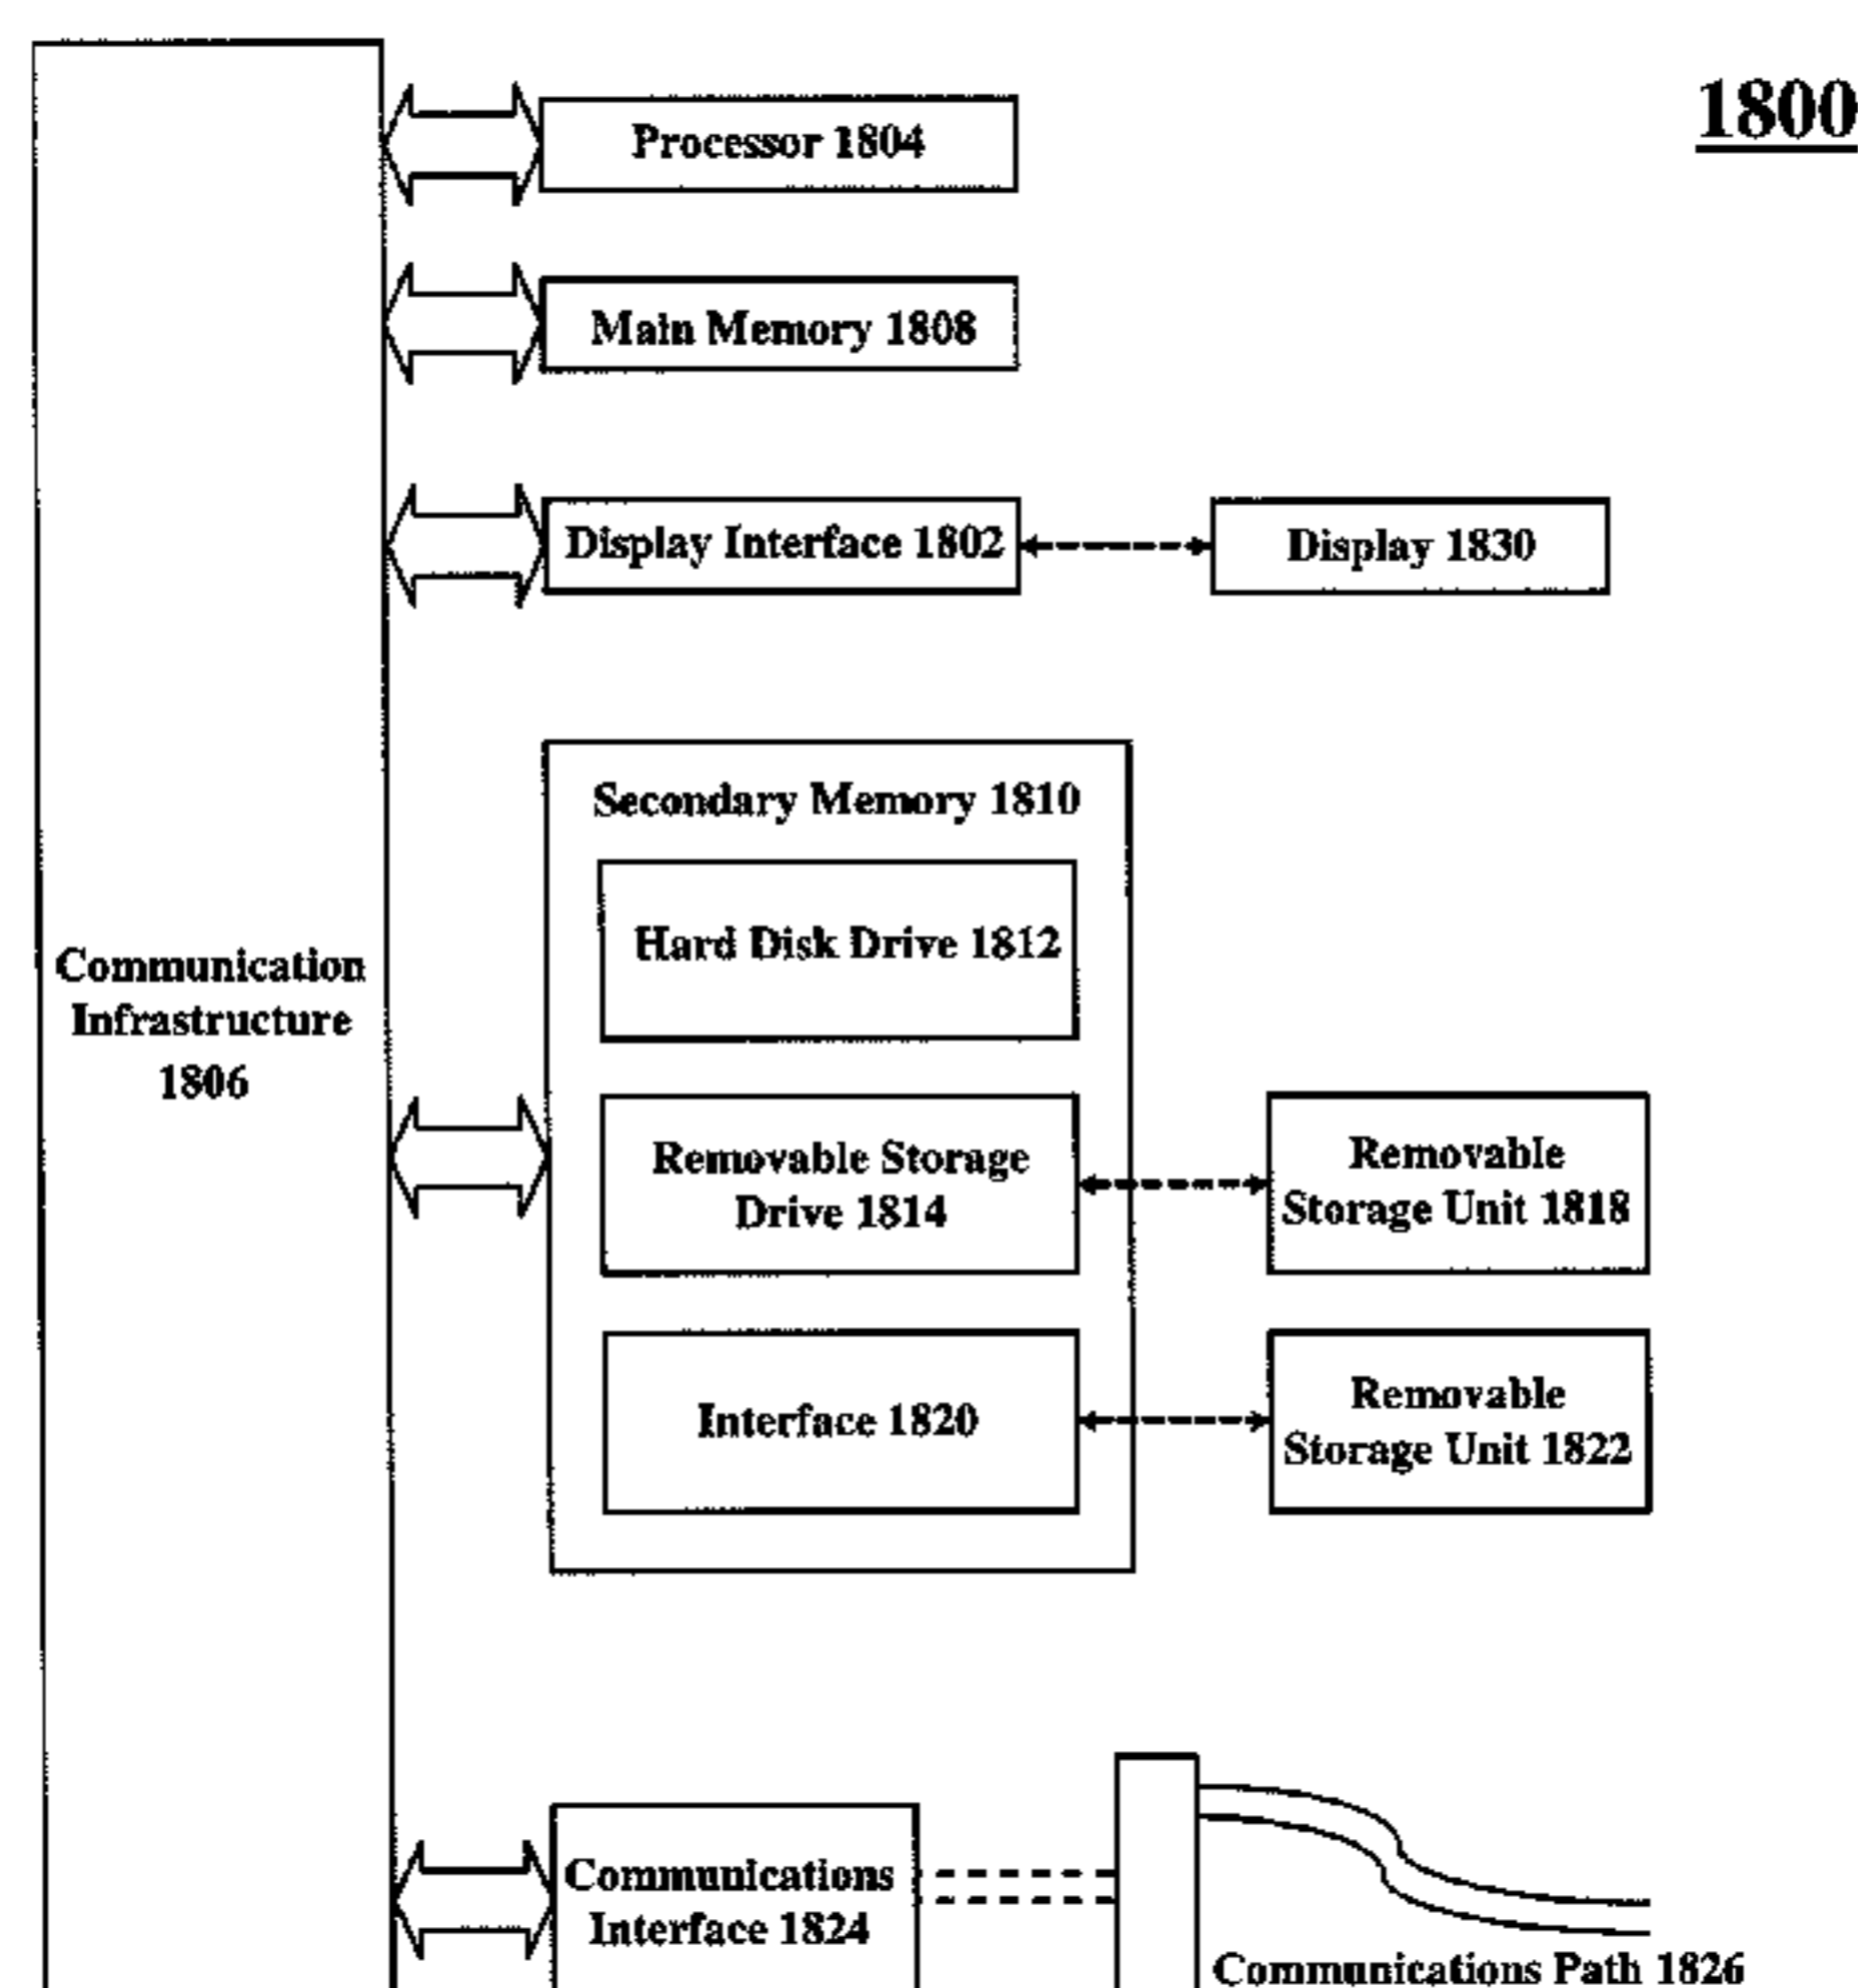 1800
Processor 1804
Main Memory 1808
Display Interface 1802
Display 1830
Secondary Memory 1810
Hard Disk Drive 1812
Communication
Infrastructure
1806
Removable Storage
Drive 1814
Removable
Storage Unit 1818
Interface 1820
Removable
Storage Unit 1822
Communications
Interface 1824
Communications Path 1826